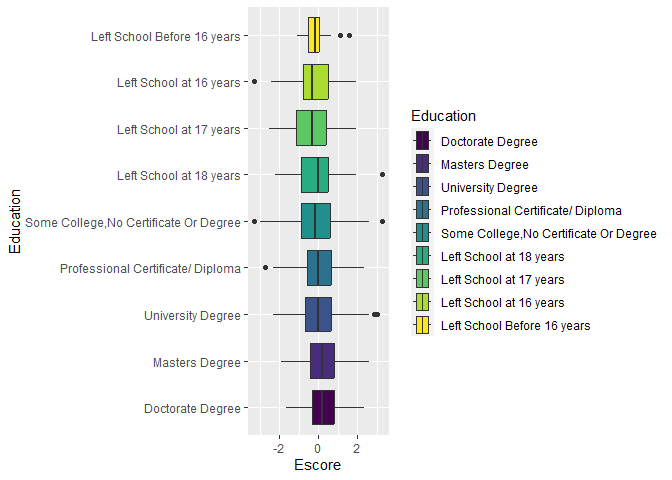 Left School Before 16 years
Left School at 16 years
Left School at 17 years
Left School at 18 years
Some College,No Certificate Or Degree
Professional Certificate/ Diploma
University Degree
Masters Degree
Doctorate Degree
Education
-2 0 2
Escore
Education
Doctorate Degree
Masters Degree
University Degree
Professional Certificate/ Diploma
Some College,No Certificate Or Degree
Left School at 18 years
Left School at 17 years
Left School at 16 years
Left School Before 16 years